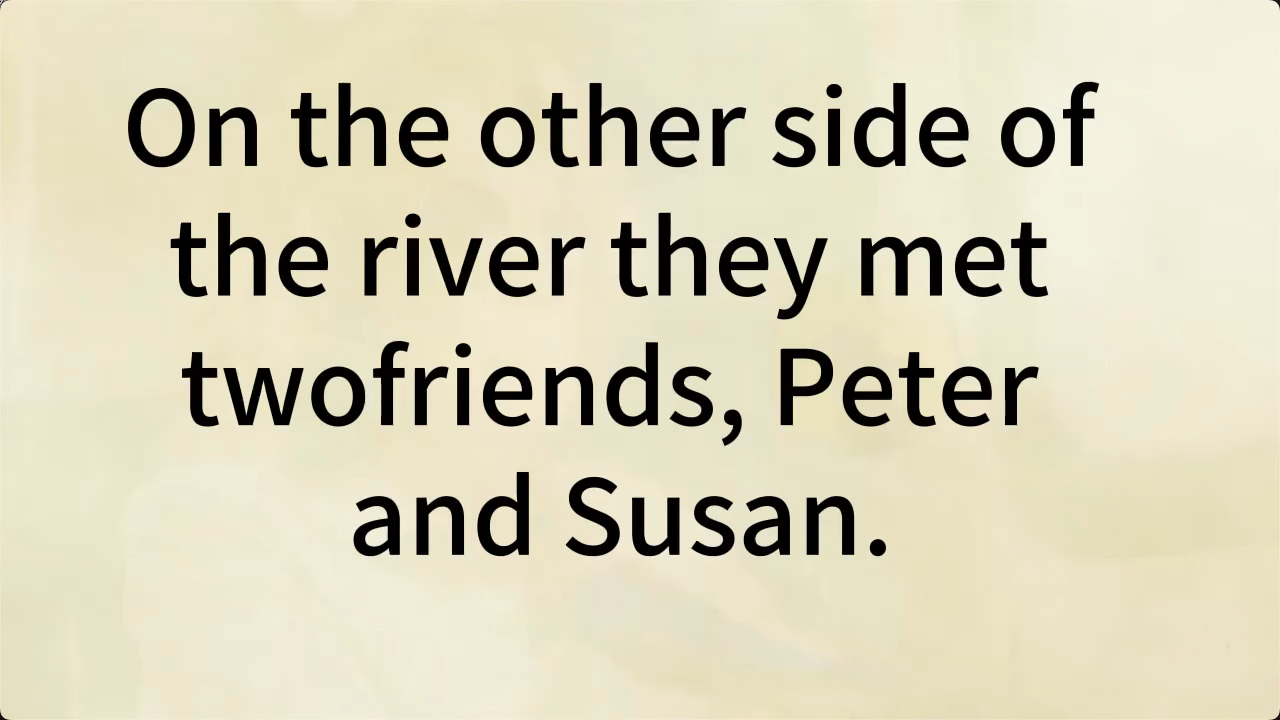 On the other side of
the river they met
twofriends, Peter
and Susan.